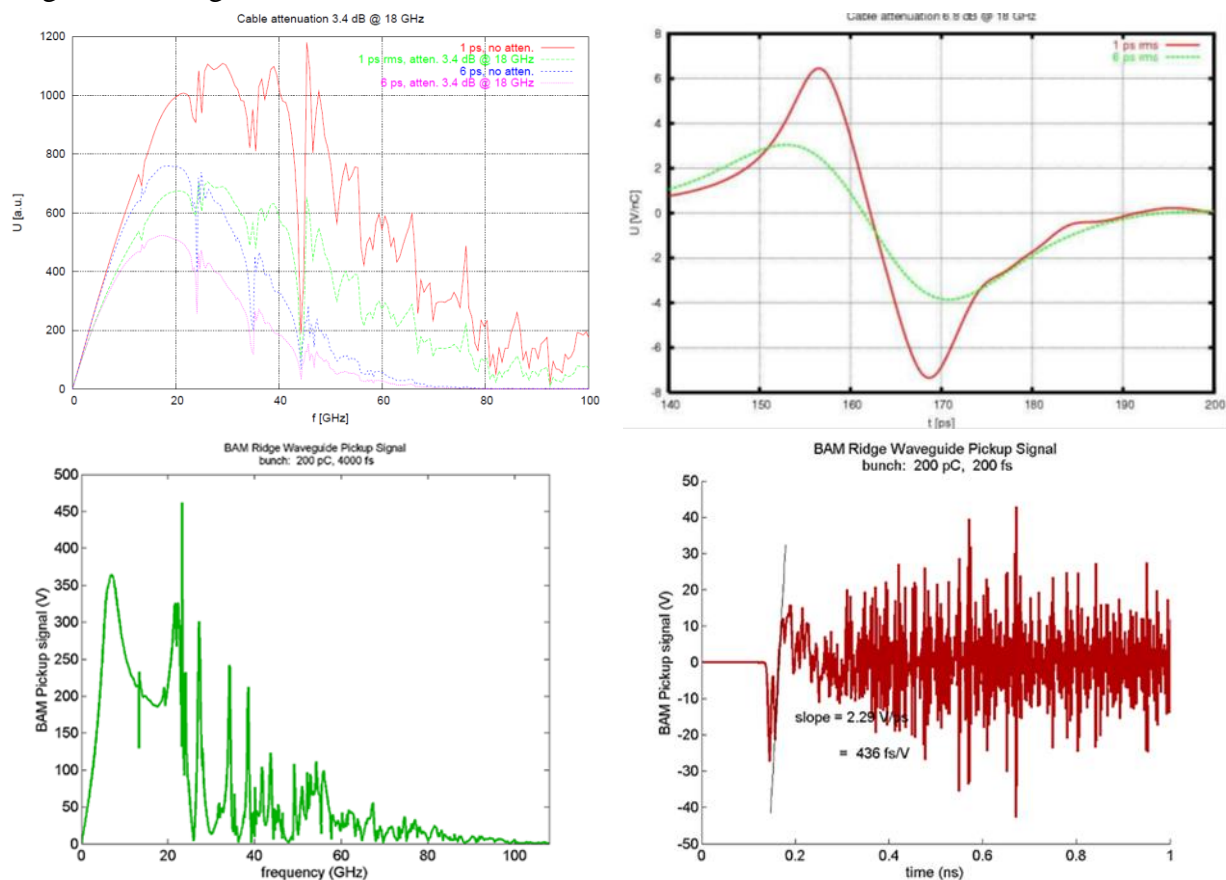 Cable attenuation 3.4 dB @ 18 GHz
1200
1000
800
600
400
200
0
U [a.u.]
1 ps, no atten.
1 ps rms, atten. 3.4 dB @ 18 GHz
6 ps, no atten.
6 ps, atten. 3.4 dB @ 18 GHz
0 20 40 60 80 100
f [GHz]
Cable attenuation 6.8 dB @ 18 GHz
8
6
4
2
0
-2
-4
-6
-8
U [V/nC]
1 ps rms
6 ps rms
140 150 160 170 180 190 200
t [ps]
BAM Ridge Waveguide Pickup Signal
bunch: 200 pC, 4000 fs
500
450
400
350
300
250
200
150
100
50
0
BAM Pickup signal (V)
0 20 40 60 80 100
frequency (GHz)
BAM Ridge Waveguide Pickup Signal
bunch: 200 pC, 200 fs
50
40
30
20
10
0
-10
-20
-30
-40
-50
BAM Pickup signal (V)
slope = 2.29 V/ps
= 436 fs/V
0 0.2 0.4 0.6 0.8 1
time (ns)